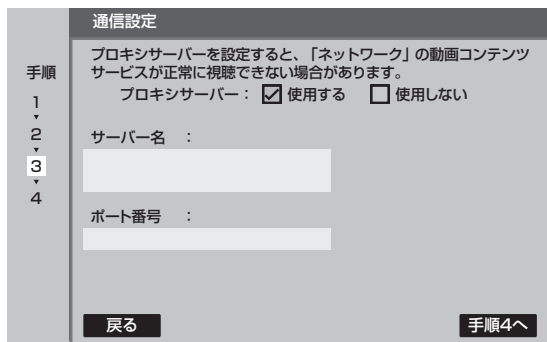 通信設定
手順
1
2
3
4
プロキシサーバーを設定すると、「ネットワーク」の動画コンテンツ
サービスが正常に視聴できない場合があります。
プロキシサーバー： 使用する 使用しない
サーバー名 ：
ポート番号 ：
戻る
手順4へ